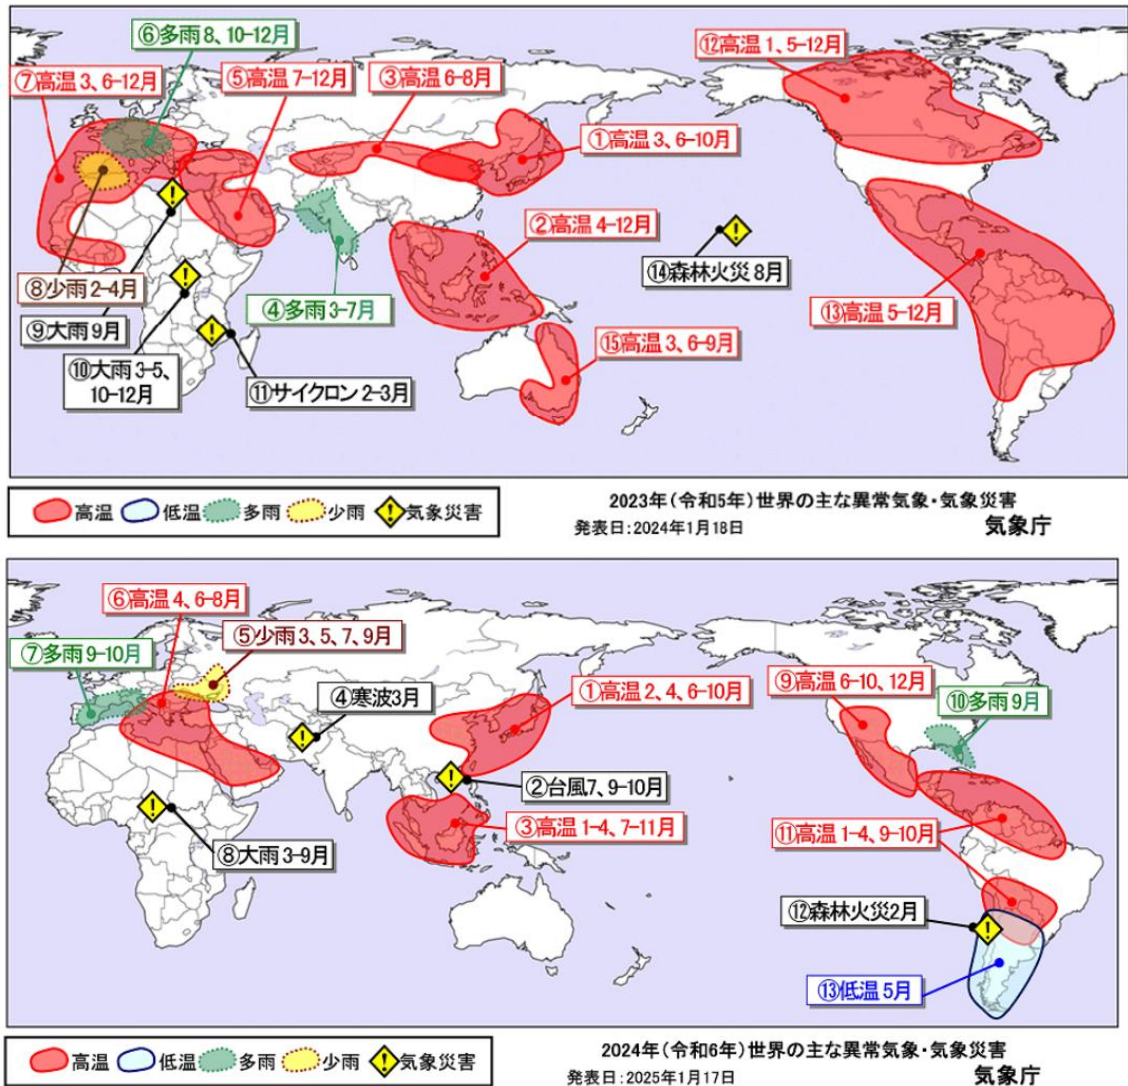 ⑥多雨 8、10-12月
⑦高温 3、6-12月
⑤高温 7-12月
③高温 6-8月
⑫高温 1、5-12月
①高温 3、6-10月
②高温 4-12月
⑭森林火災 8月
⑧少雨 2-4月
④多雨 3-7月
⑬高温 5-12月
⑨大雨 9月
⑮高温 3、6-9月
⑩大雨 3-5、
10-12月
⑪サイクロン 2-3月
高温 低温 多雨 少雨 気象災害
2023年(令和5年)世界の主な異常気象・気象災害
発表日:2024年1月18日 気象庁
⑥高温 4、6-8月
⑤少雨 3、5、7、9月
⑦多雨 9-10月
④寒波3月
①高温 2、4、6-10月
⑨高温 6-10、12月
⑩多雨 9月
②台風7、9-10月
③高温 1-4、7-11月
⑪高温 1-4、9-10月
⑧大雨 3-9月
⑫森林火災2月
⑬低温 5月
高温 低温 多雨 少雨 気象災害
2024年(令和6年)世界の主な異常気象・気象災害
発表日:2025年1月17日 気象庁